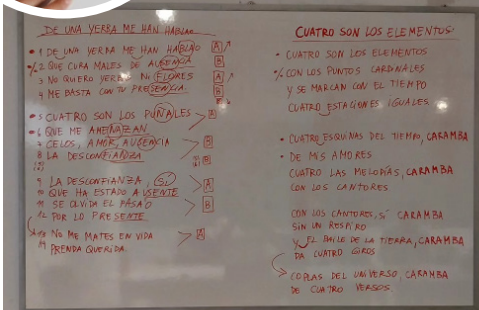 DE UNA YERBA ME HAN HABLAO
1 DE UNA YERBA ME HAN HABLAO A
2 QUE CURA MALES DE AUSENCIA B
3 NO QUIERO YERBAS NI FLORES A
4 ME BASTA CON TU PRESENCIA. B
5 CUATRO SON LOS PUÑALES A
6 QUE ME AMENAZAN
7 CELOS, AMOR, AUSENCIA B
8 LA DESCONFIANZA
LA DESCONFIANZA, SÍ A
10 QUE HA ESTADO AUSENTE
11 SE OLVIDA EL PASAO B
12 POR LO PRESENTE
13 NO ME MATES EN VIDA A
14 PRENDA QUERIDA.
CUATRO SON LOS ELEMENTOS
CUATRO SON LOS ELEMENTOS
CON LOS PUNTOS CARDINALES
Y SE MARCAN CON EL TIEMPO
CUATRO ESTACIONES IGUALES
CUATRO ESQUINAS DEL TIEMPO, CARAMBA
DE MIS AMORES
CUATRO LAS MELODÍAS, CARAMBA
CON LOS CANTORES
CON LOS CANTORES, SÍ CARAMBA
SIN UN RESPIRO
Y EL BAILE DE LA TIERRA, CARAMBA
DA CUATRO GIROS
COPLAS DEL UNIVERSO, CARAMBA
DE CUATRO VERSOS.